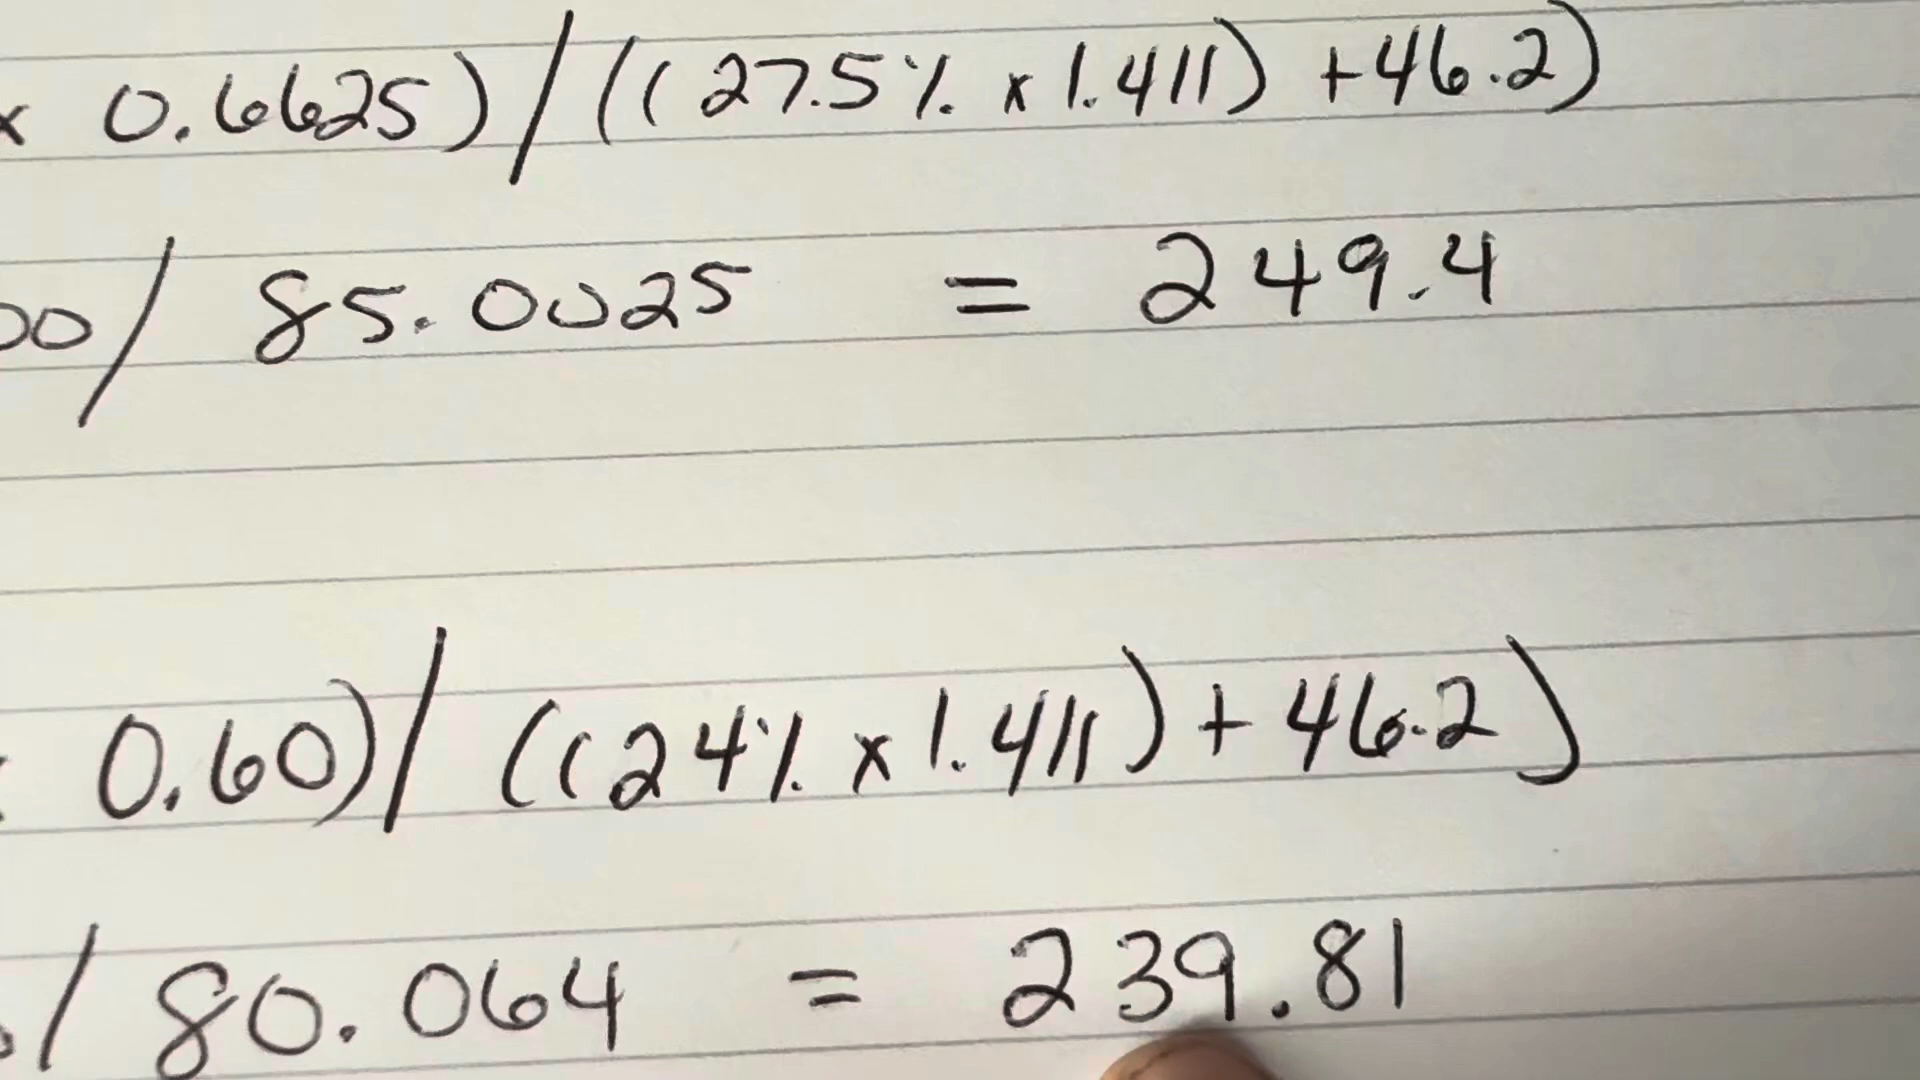 x 0.6625)/((27.5% x 1.411) +46.2)
00/ 85.0025 = 249.4
0.60)/ ((24% x 1.411) + 46.2)
/ 80.064 = 239.81